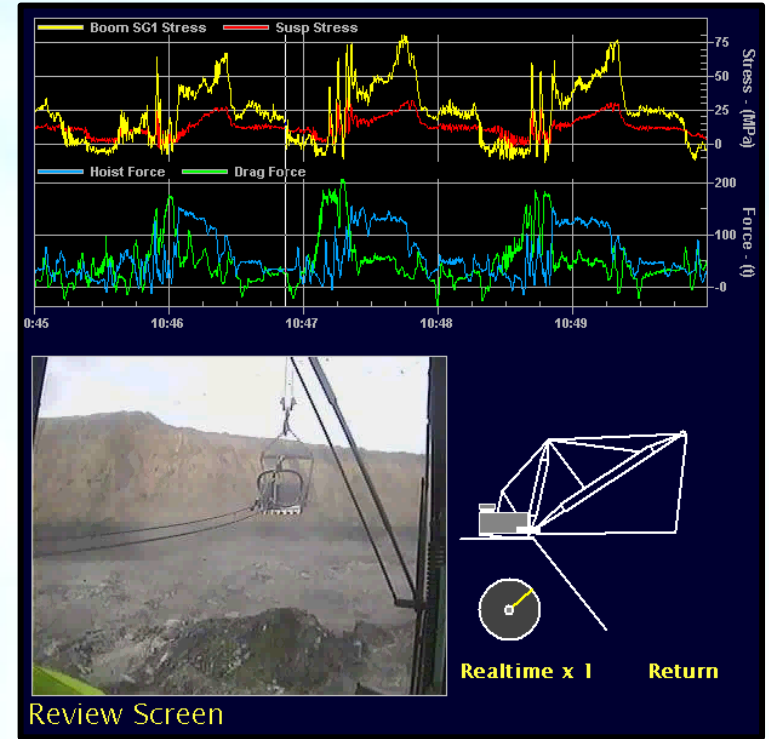 Boom SG1 Stress Susp Stress
75
50
25
0
Stress - (MPa)
Hoist Force Drag Force
200
100
-0
Force - (t)
0:45 10:46 10:47 10:48 10:49
Realtime x 1 Return
Review Screen